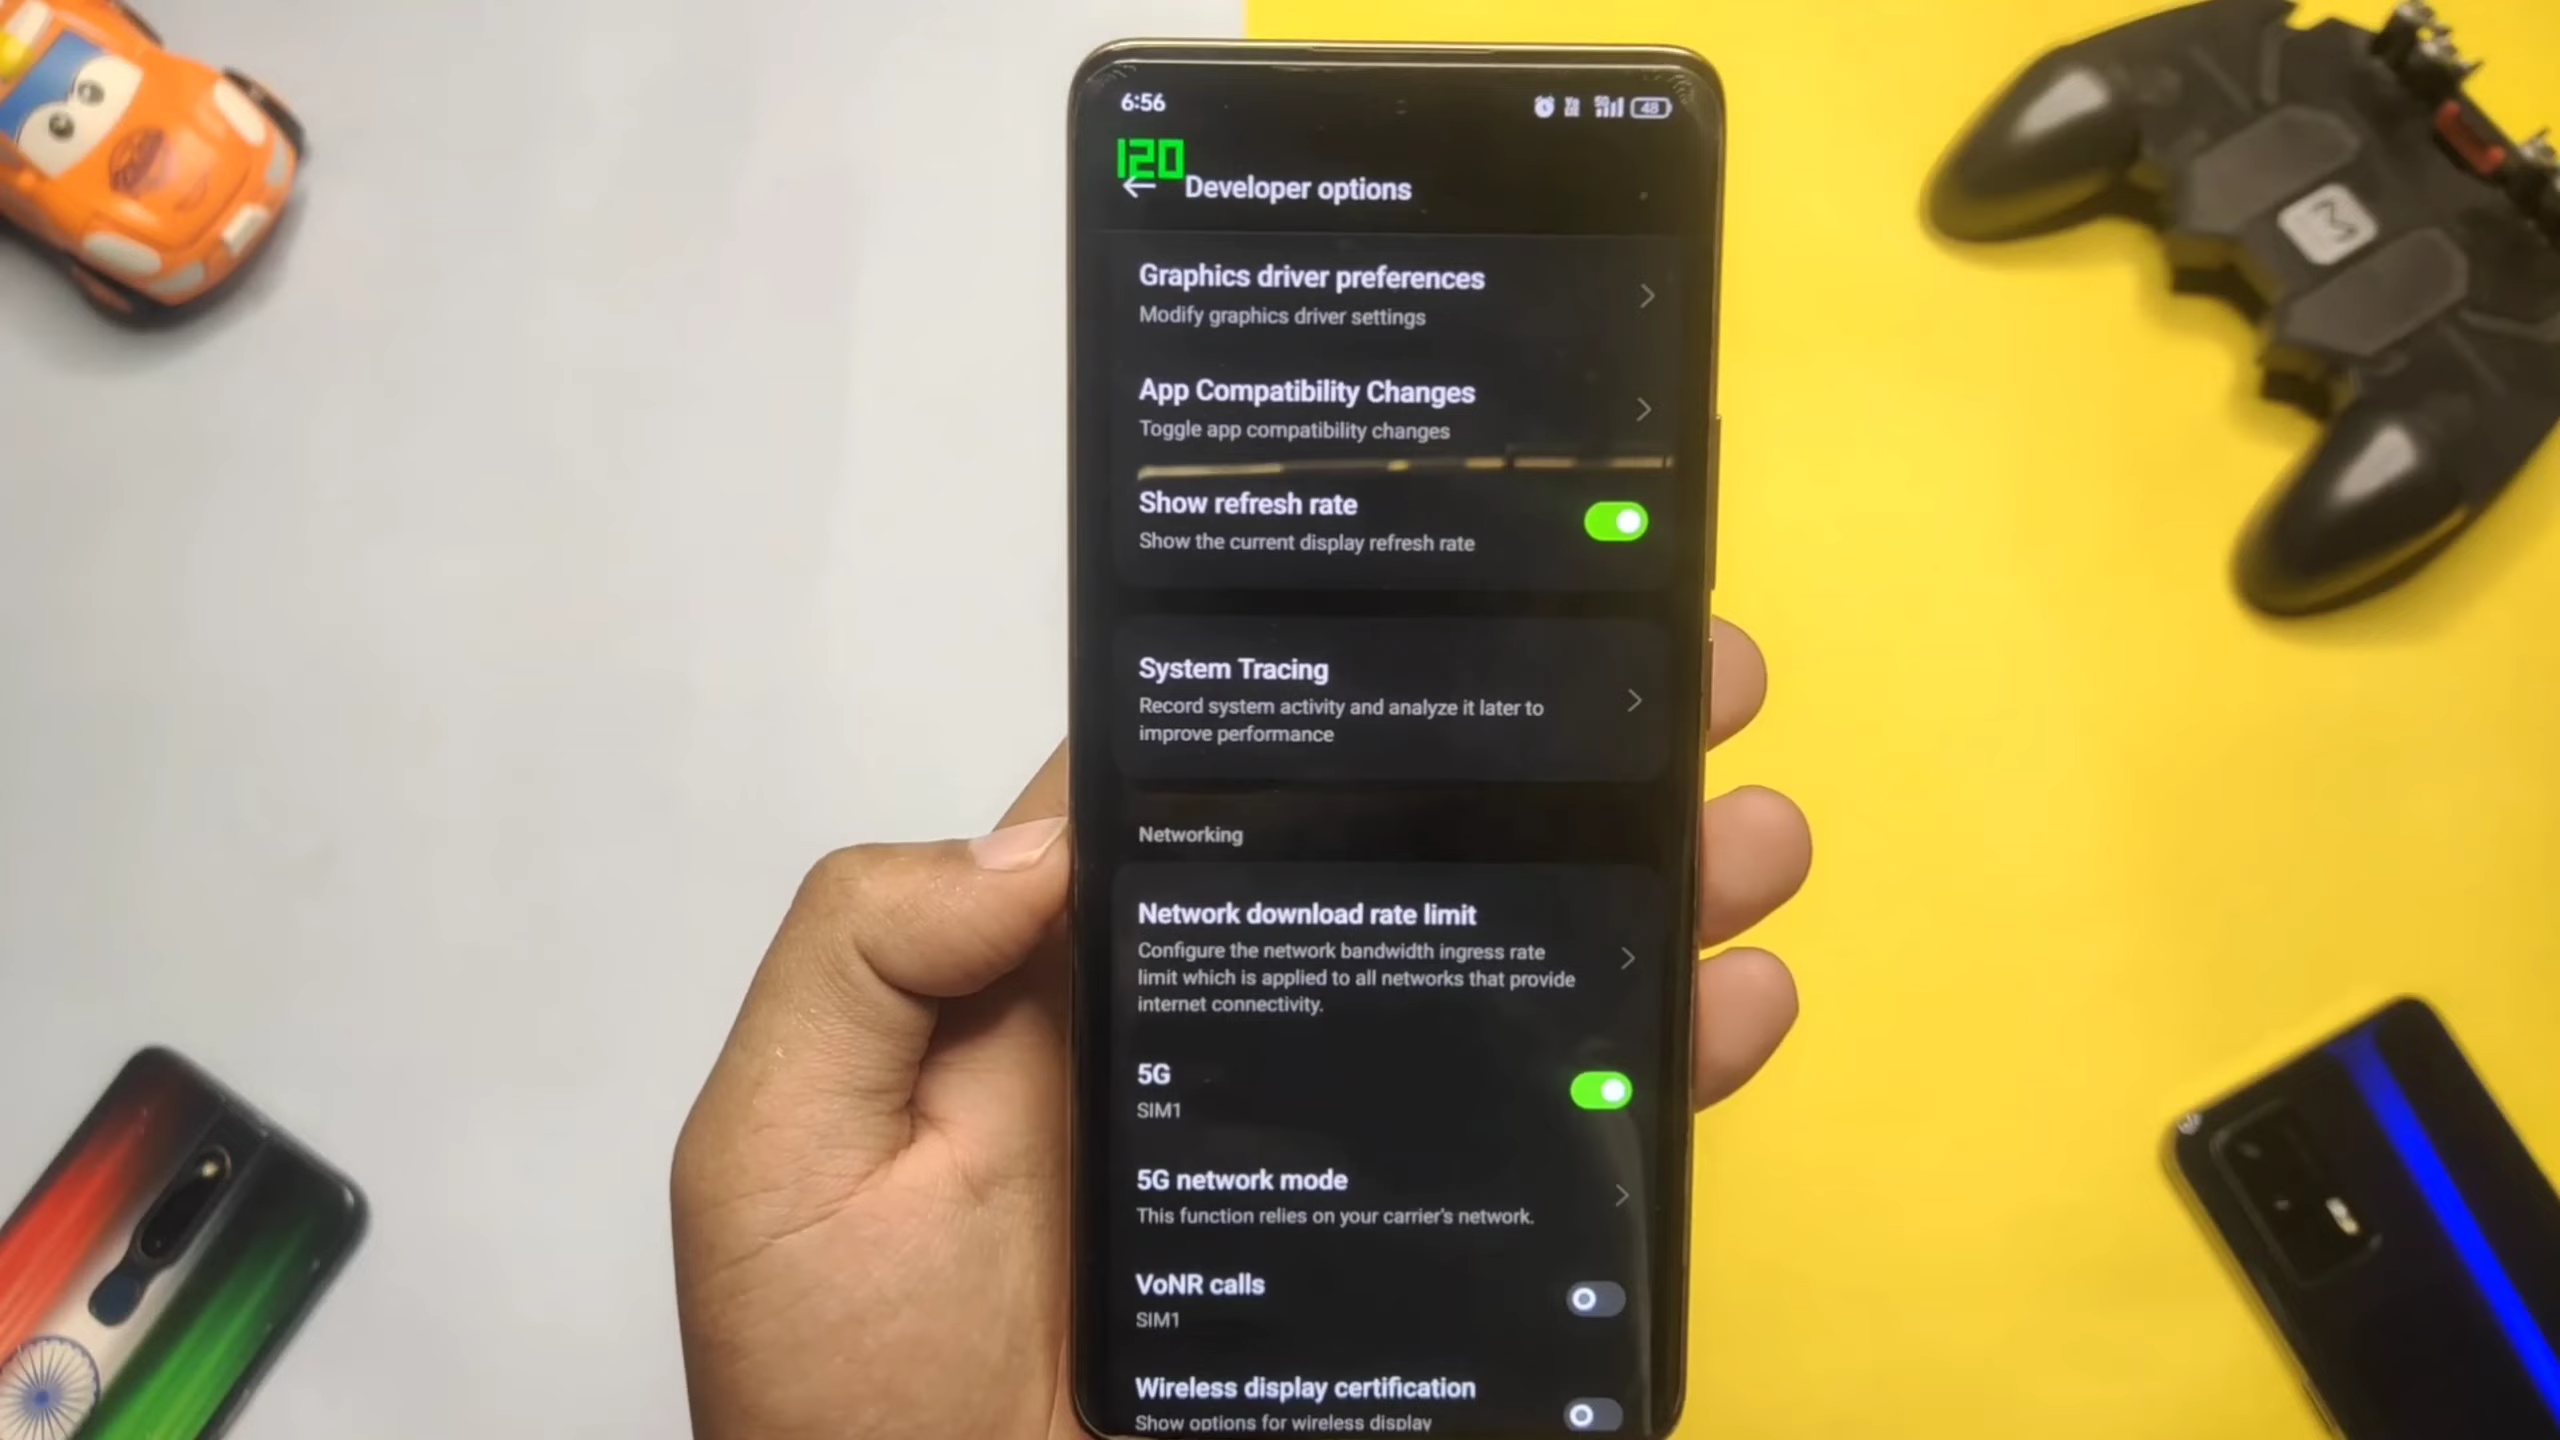 6:56
48
120
Developer options
Graphics driver preferences
Modify graphics driver settings
App Compatibility Changes
Toggle app compatibility changes
Show refresh rate
Show the current display refresh rate
System Tracing
Record system activity and analyze it later to
improve performance
Networking
Network download rate limit
Configure the network bandwidth ingress rate
limit which is applied to all networks that provide
internet connectivity.
5G
SIM1
5G network mode
This function relies on your carrier's network.
VoNR calls
SIM1
Wireless display certification
Show options for wireless display